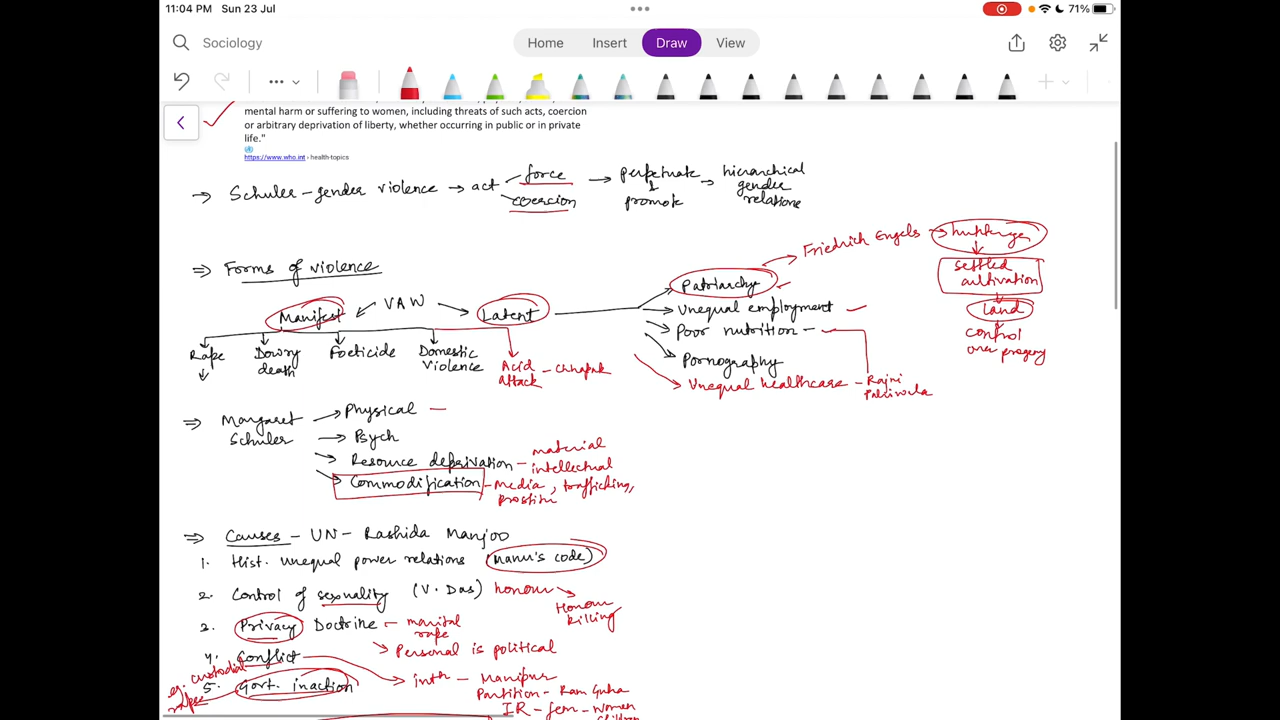 11:04 PM Sun 23 Jul
71%
Sociology
Home Insert Draw View
mental harm or suffering to women, including threats of such acts, coercion
or arbitrary deprivation of liberty, whether occurring in public or in private
life."
https://www.who.int › health-topics
⇒ Schuler - gender violence → act force → perpetuate & promote → hierarchical gender relations
coercion
Friedrich Engels →
settled cultivation
land
control over progeny
⇒ Forms of violence
VAW
Manifest
Latent
Patriarchy
Unequal employment
Poor nutrition -
Pornography
Unequal healthcare - Rajni
Rape
Dowry death
Foeticide
Domestic Violence
Acid attack - Chhapak
⇒ Margaret Schuler
→ Physical -
→ Psych
→ Resource deprivation - material intellectual
→ Commodification - Media, trafficking,
⇒ Causes - UN - Rashida Manjoo
1. Hist. unequal power relations (Manu's code)
2. Control of sexuality (V. Das) honour → Honour killing
3. Privacy Doctrine - marital rape
→ Personal is political
4. Conflict → inth - Manipur
Partition - Ram Guha
IR - fem - women
5. Govt. inaction
eg. custodial rapes